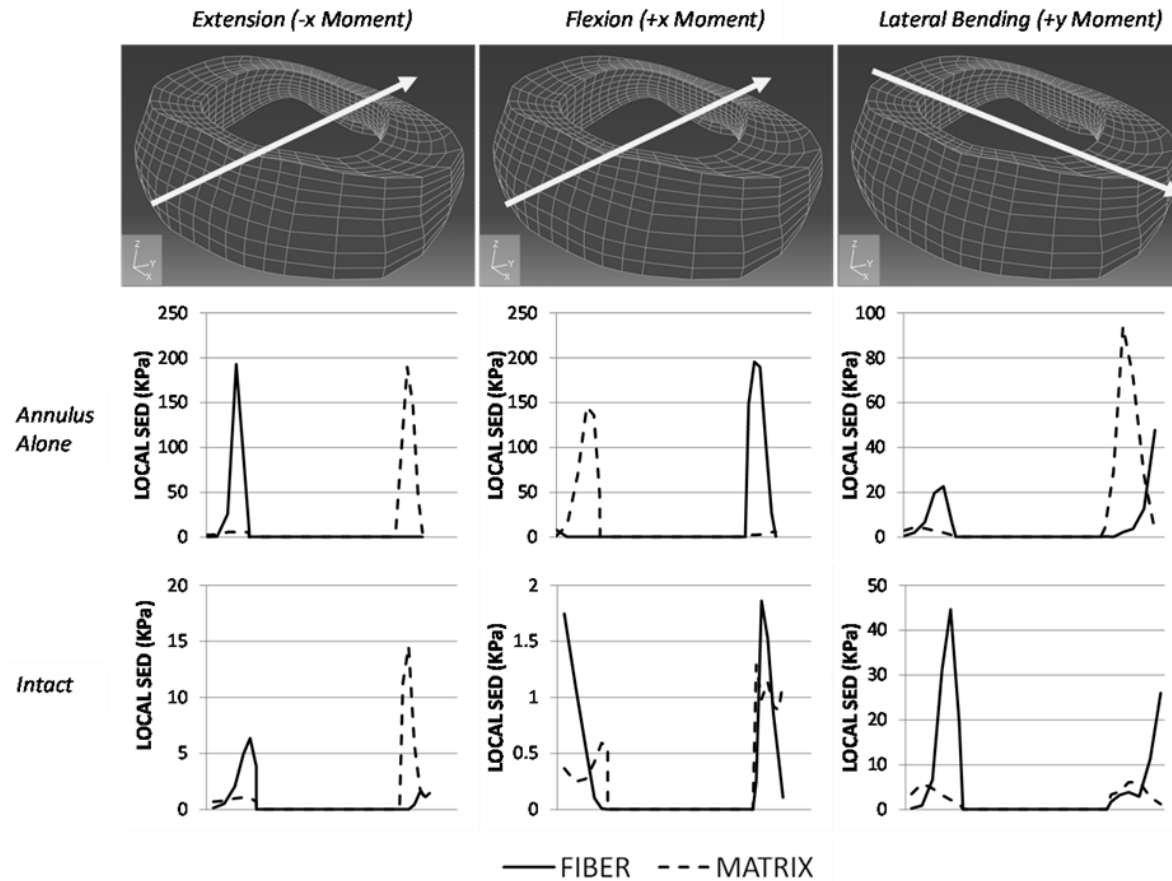 Extension (-x Moment)
Flexion (+x Moment)
Lateral Bending (+y Moment)
Z
Y
X
Z
Y
X
Z
Y
X
Annulus
Alone
LOCAL SED (KPa)
250
200
150
100
50
0
LOCAL SED (KPa)
250
200
150
100
50
0
LOCAL SED (KPa)
100
80
60
40
20
0
Intact
LOCAL SED (KPa)
20
15
10
5
0
LOCAL SED (KPa)
2
1.5
1
0.5
0
LOCAL SED (KPa)
50
40
30
20
10
0
FIBER
MATRIX